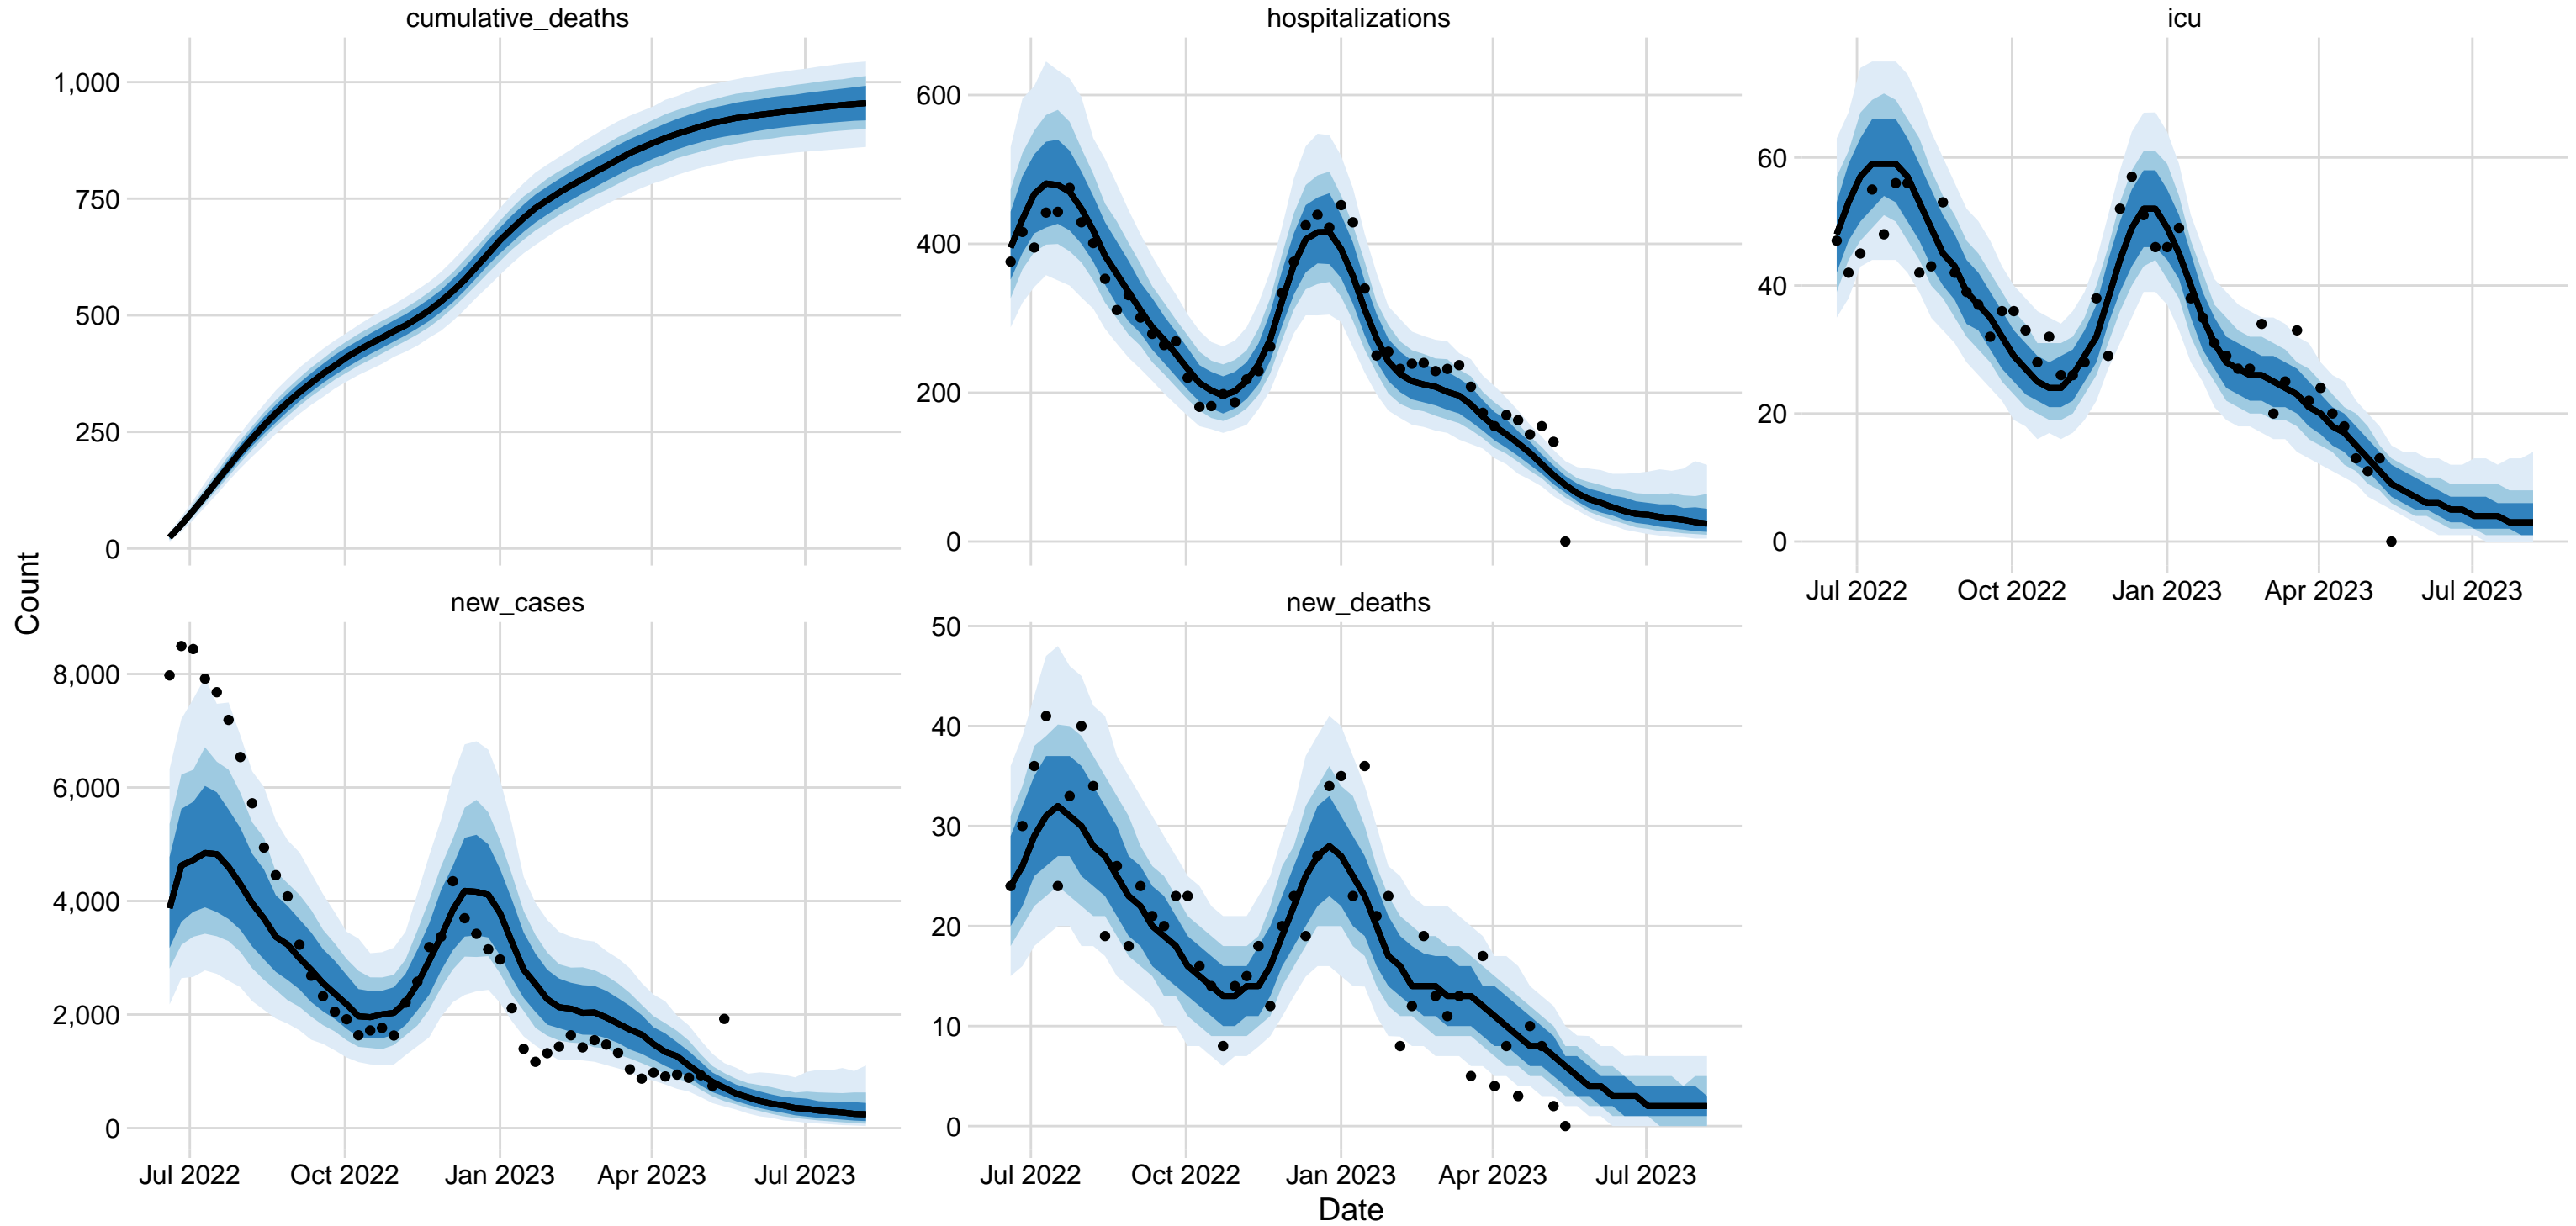 cumulative_deaths
1,000
750
500
250
0
hospitalizations
600
400
200
0
icu
60
40
20
0
Jul 2022 Oct 2022 Jan 2023 Apr 2023 Jul 2023
Count
new_cases
8,000
6,000
4,000
2,000
0
Jul 2022 Oct 2022 Jan 2023 Apr 2023 Jul 2023
new_deaths
50
40
30
20
10
0
Jul 2022 Oct 2022 Jan 2023 Apr 2023 Jul 2023
Date